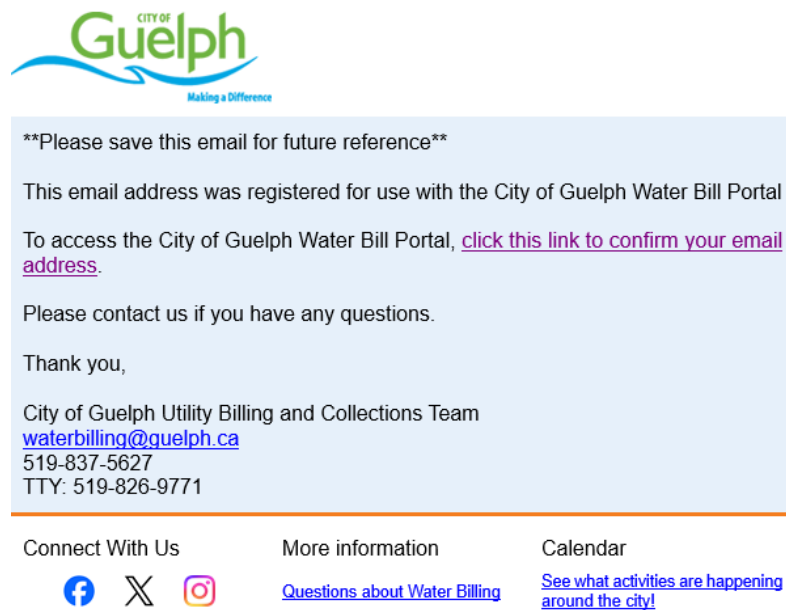 CITY OF
Guelph
Making a Difference
**Please save this email for future reference**
This email address was registered for use with the City of Guelph Water Bill Portal
To access the City of Guelph Water Bill Portal, click this link to confirm your email
address.
Please contact us if you have any questions.
Thank you,
City of Guelph Utility Billing and Collections Team
waterbilling@guelph.ca
519-837-5627
TTY: 519-826-9771
Connect With Us
More information
Questions about Water Billing
Calendar
See what activities are happening
around the city!